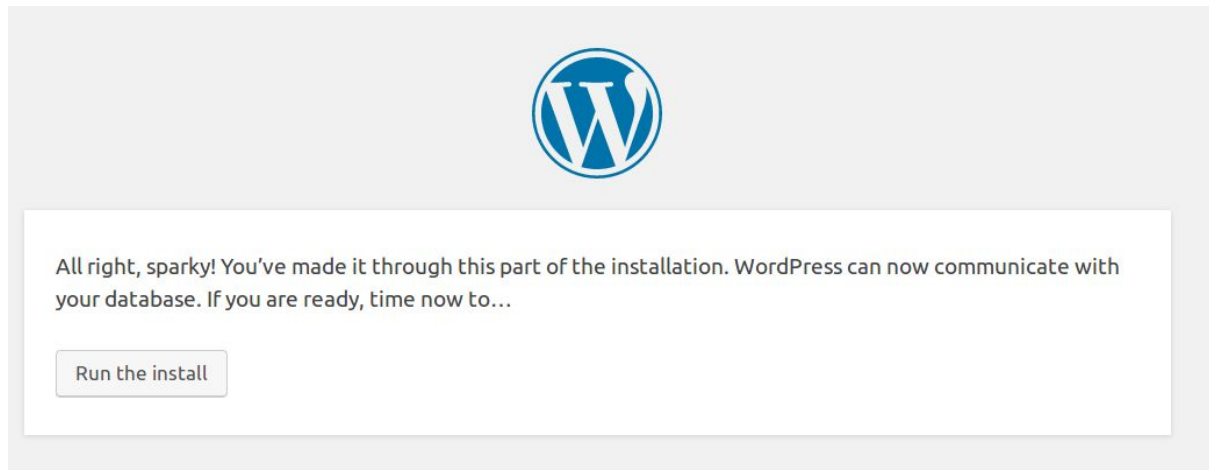 All right, sparky! You’ve made it through this part of the installation. WordPress can now communicate with
your database. If you are ready, time now to…
Run the install